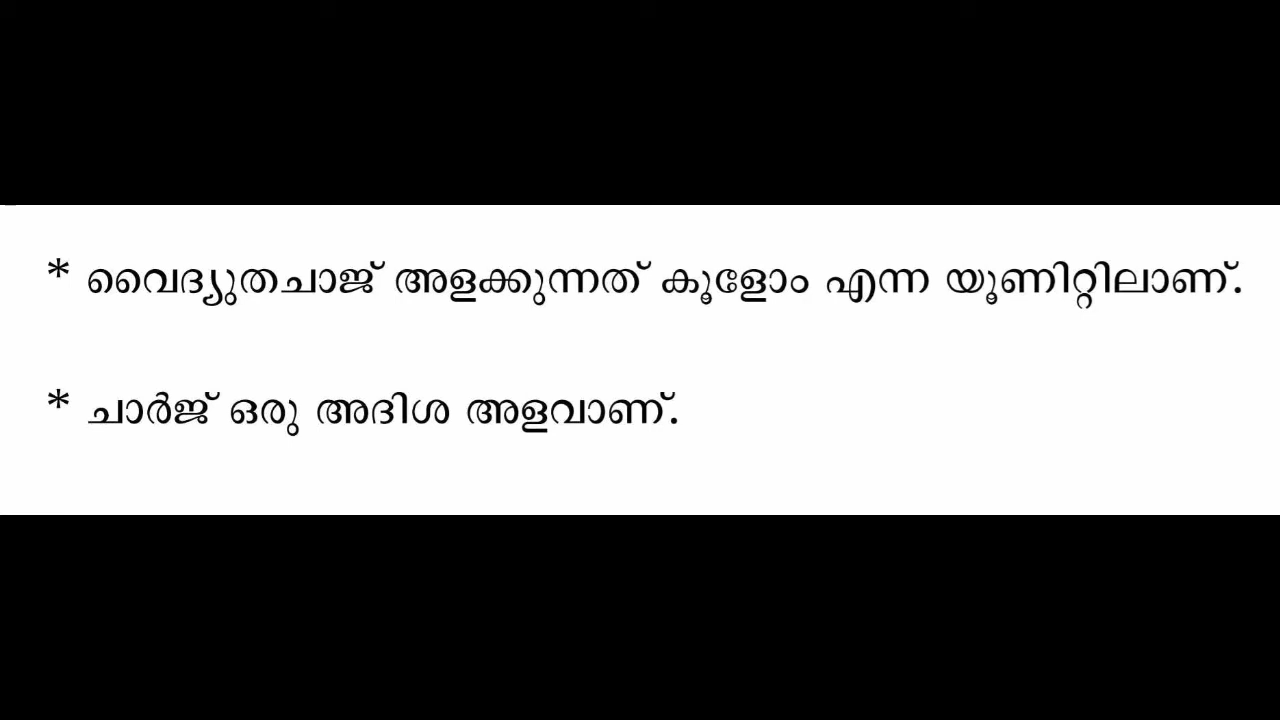 * വൈദ്യുതചാജ് അളക്കുന്നത് കൂളോം എന്ന യൂണിറ്റിലാണ്.
* ചാർജ് ഒരു അദിശ അളവാണ്.